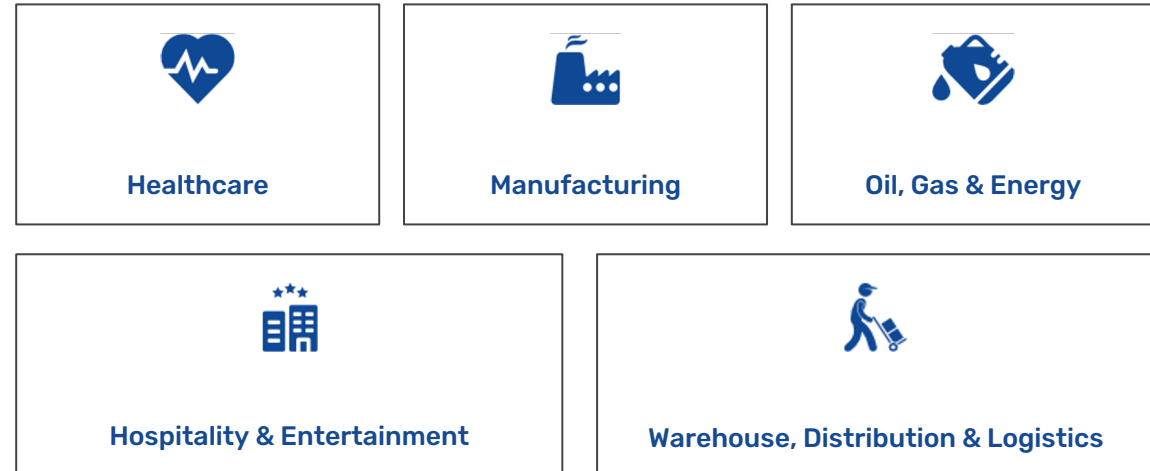 Healthcare
Manufacturing
Oil, Gas & Energy
Hospitality & Entertainment
Warehouse, Distribution & Logistics